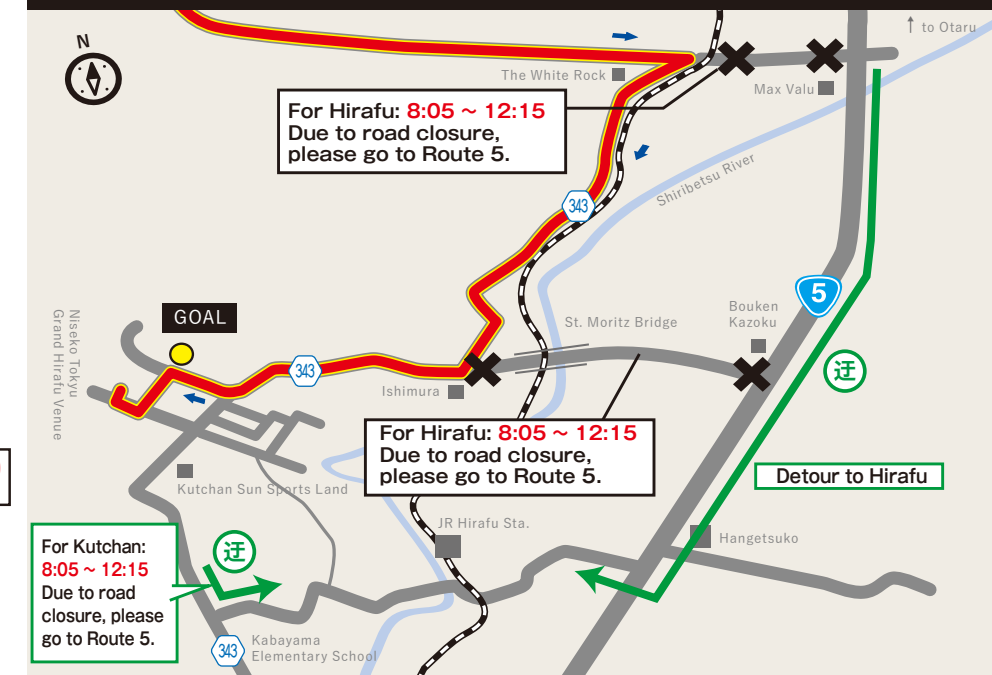 N
↑ to Otaru
The White Rock
Max Valu
For Hirafu: 8:05 ~ 12:15
Due to road closure,
please go to Route 5.
Shiribetsu River
343
5
GOAL
Bouken
Kazoku
St. Moritz Bridge
Niseko Tokyu
Grand Hirafu Venue
343
迂
Ishimura
For Hirafu: 8:05 ~ 12:15
Due to road closure,
please go to Route 5.
Detour to Hirafu
Kutchan Sun Sports Land
JR Hirafu Sta.
Hangetsuko
For Kutchan:
8:05 ~ 12:15
Due to road
closure, please
go to Route 5.
迂
343
Kabayama
Elementary School